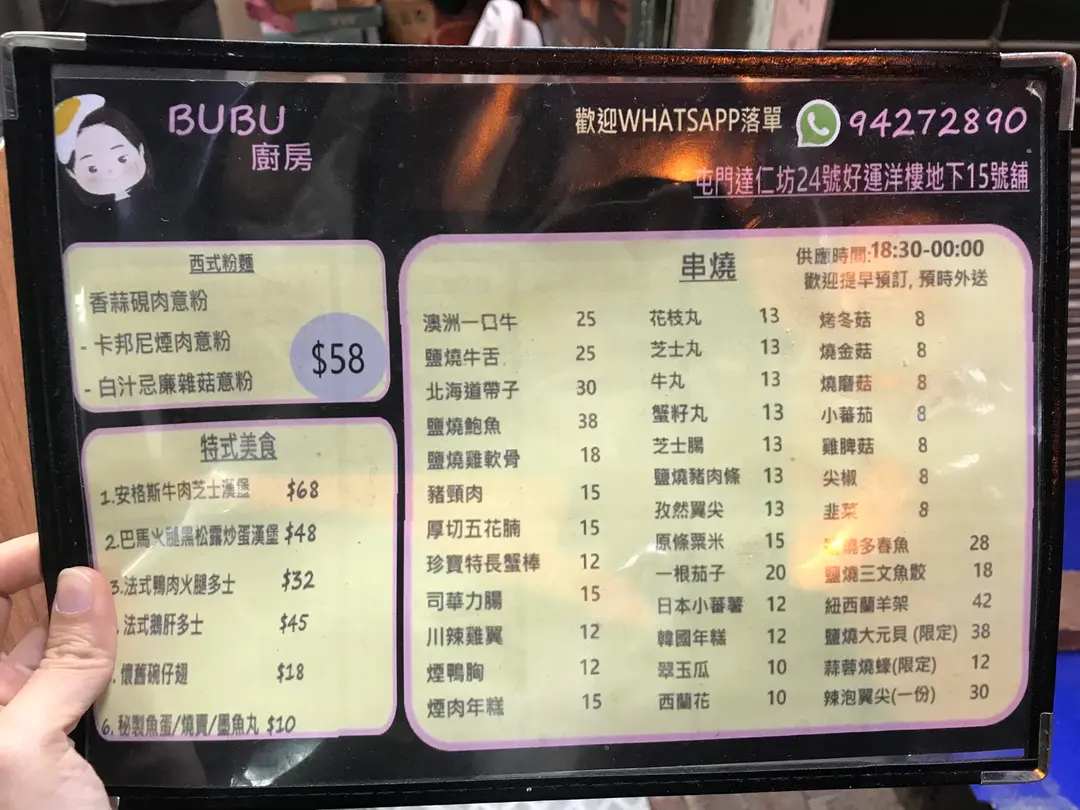 BUBU
廚房
歡迎WHATSAPP落單 94272890
屯門達仁坊24號好運洋樓地下15號舖
西式粉麵
- 香蒜硯肉意粉
- 卡邦尼煙肉意粉
- 白汁忌廉雜菇意粉
$58
特式美食
1.安格斯牛肉芝士漢堡 $68
2.巴馬火腿黑松露炒蛋漢堡 $48
3.法式鴨肉火腿多士 $32
法式鵝肝多士 $45
懷舊碗仔翅 $18
6.秘製魚蛋/燒賣/墨魚丸 $10
串燒
供應時間:18:30-00:00
歡迎提早預訂, 預時外送
澳洲一口牛 25
鹽燒牛舌 25
北海道帶子 30
鹽燒鮑魚 38
鹽燒雞軟骨 18
豬頸肉 15
厚切五花腩 15
珍寶特長蟹棒 12
司華力腸 15
川辣雞翼 12
煙鴨胸 12
煙肉年糕 15
花枝丸 13
芝士丸 13
牛丸 13
蟹籽丸 13
芝士腸 13
鹽燒豬肉條 13
孜然翼尖 13
原條粟米 15
一根茄子 20
日本小蕃薯 12
韓國年糕 12
翠玉瓜 10
西蘭花 10
烤冬菇 8
燒金菇 8
燒磨菇 8
小蕃茄 8
雞脾菇 8
尖椒 8
韭菜 8
燒多春魚 28
鹽燒三文魚骹 18
紐西蘭羊架 42
鹽燒大元貝 (限定) 38
蒜蓉燒蠔(限定) 12
辣泡翼尖(一份) 30